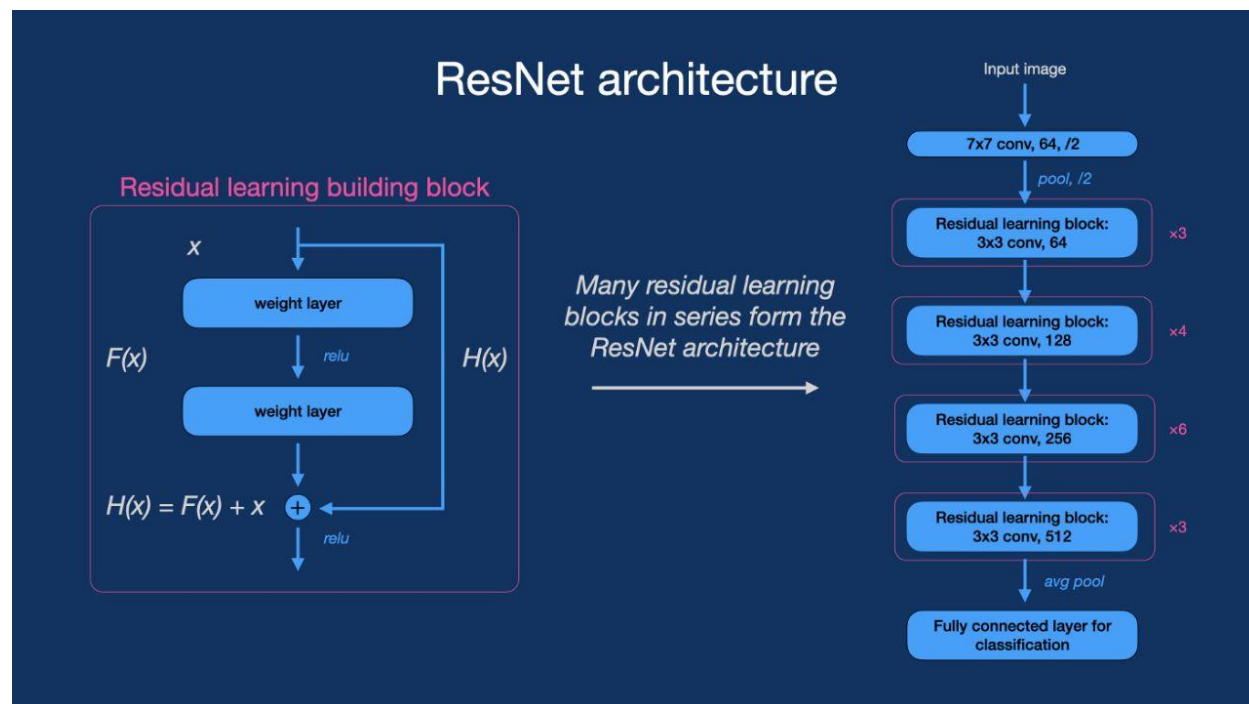 ResNet architecture
Residual learning building block
x
weight layer
F(x)
relu
H(x)
weight layer
H(x) = F(x) + x
+
relu
Many residual learning
blocks in series form the
ResNet architecture
Input image
7x7 conv, 64, /2
pool, /2
Residual learning block:
3x3 conv, 64
×3
Residual learning block:
3x3 conv, 128
×4
Residual learning block:
3x3 conv, 256
×6
Residual learning block:
3x3 conv, 512
×3
avg pool
Fully connected layer for
classification